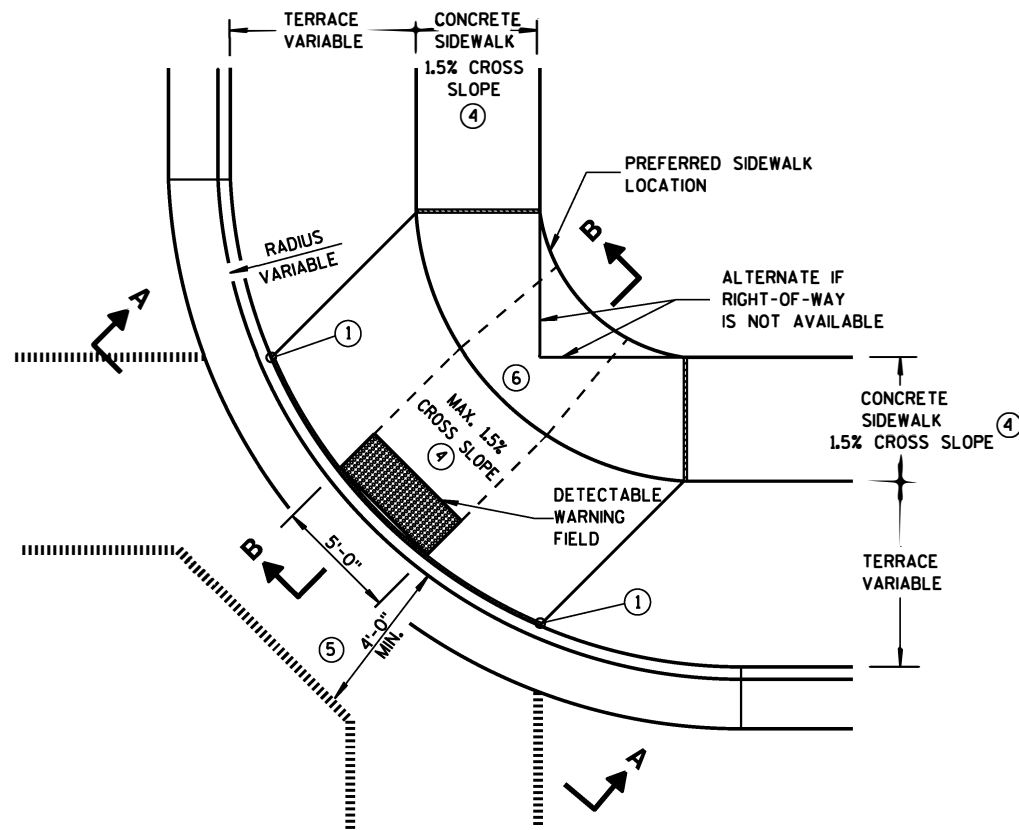 TERRACE
VARIABLE
CONCRETE
SIDEWALK
1.5% CROSS
SLOPE
4
PREFERRED SIDEWALK
LOCATION
B
RADIUS
VARIABLE
ALTERNATE IF
RIGHT-OF-WAY
IS NOT AVAILABLE
A
1
6
CONCRETE
SIDEWALK
1.5% CROSS SLOPE 4
MAX. 1.5%
CROSS SLOPE
4
DETECTABLE
WARNING
FIELD
B
5'-0"
TERRACE
VARIABLE
1
5
4'-0"
MIN.
A